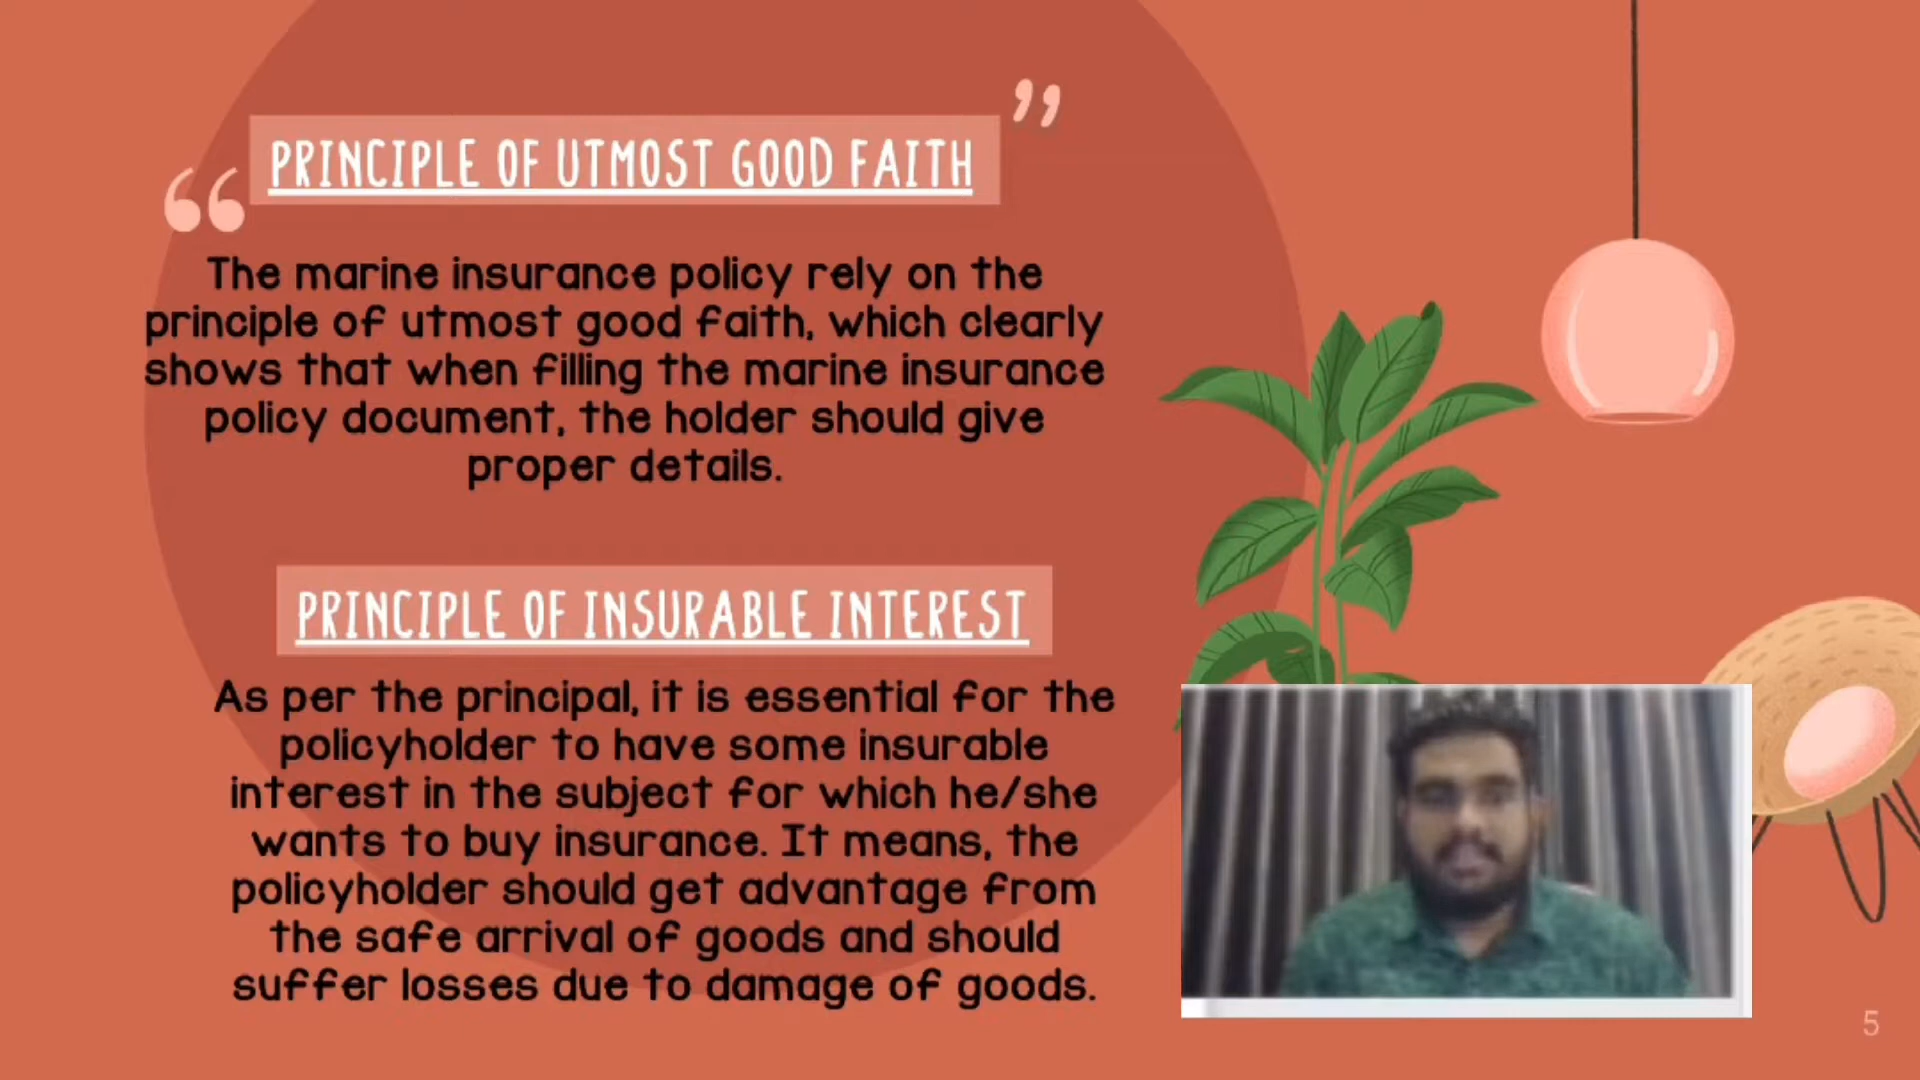 PRINCIPLE OF UTMOST GOOD FAITH
The marine insurance policy rely on the
principle of utmost good faith, which clearly
shows that when filling the marine insurance
policy document, the holder should give
proper details.
PRINCIPLE OF INSURABLE INTEREST
As per the principal, it is essential for the
policyholder to have some insurable
interest in the subject for which he/she
wants to buy insurance. It means, the
policyholder should get advantage from
the safe arrival of goods and should
suffer losses due to damage of goods.
5